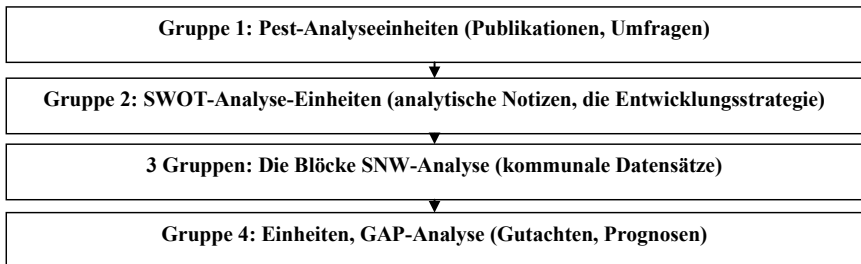 Gruppe 1: Pest-Analyseeinheiten (Publikationen, Umfragen)
Gruppe 2: SWOT-Analyse-Einheiten (analytische Notizen, die Entwicklungsstrategie)
3 Gruppen: Die Blöcke SNW-Analyse (kommunale Datensätze)
Gruppe 4: Einheiten, GAP-Analyse (Gutachten, Prognosen)